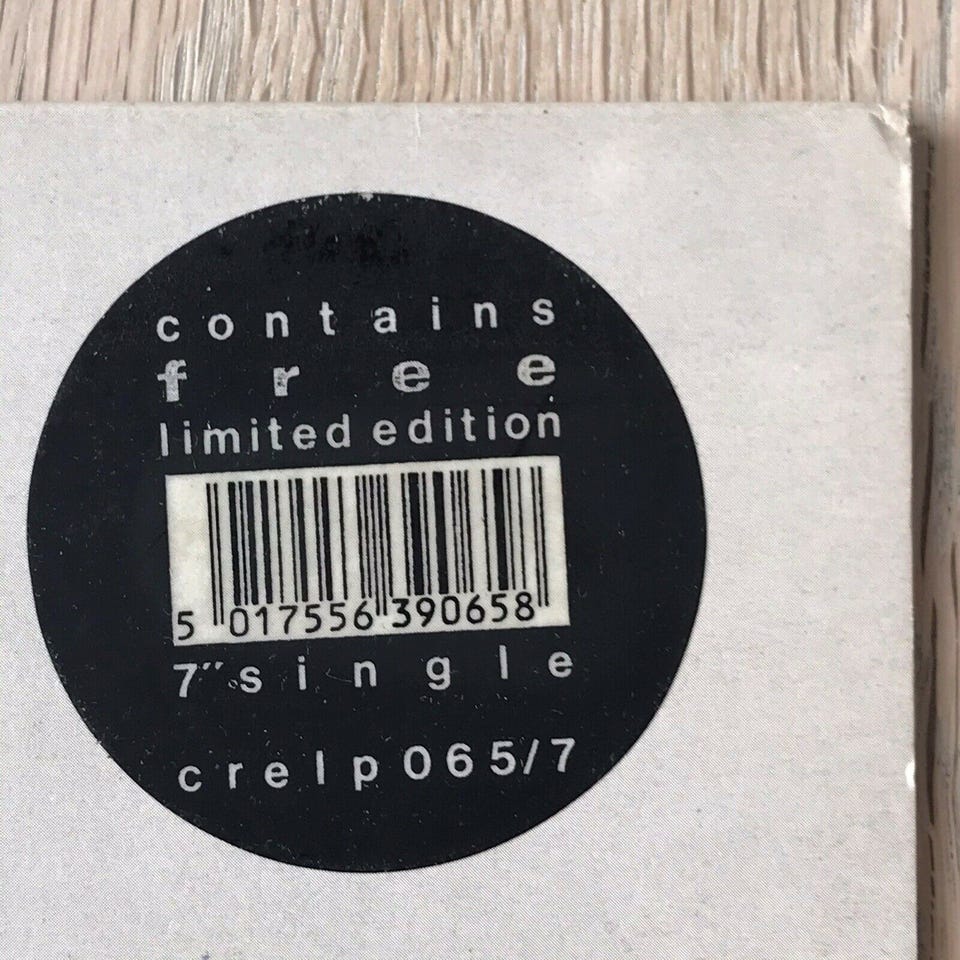 contains
free
limited edition
5 017556 390658
7" single
crelp065/7